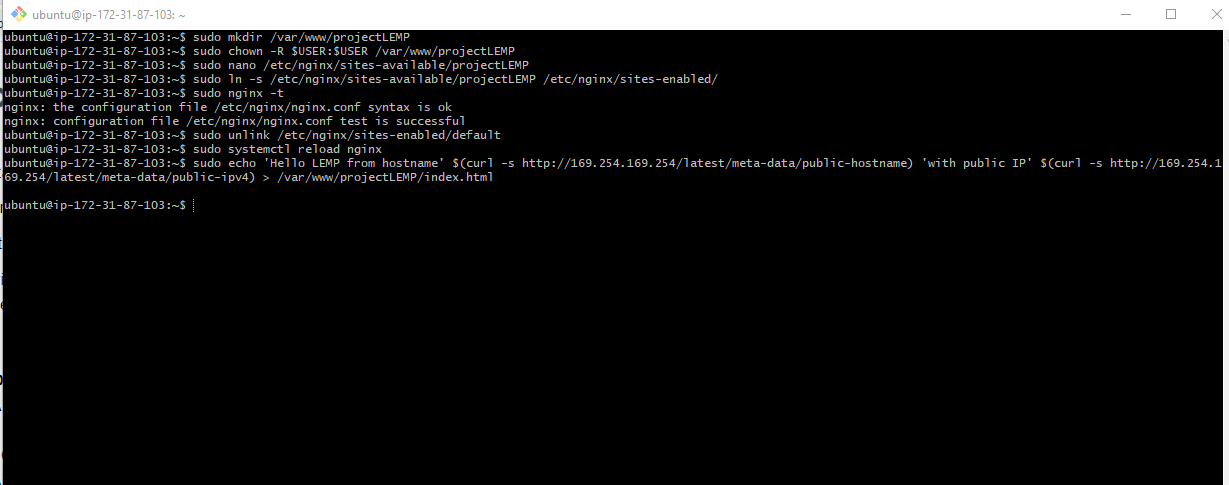 ubuntu@ip-172-31-87-103: ~
ubuntu@ip-172-31-87-103:~$ sudo mkdir /var/www/projectLEMP
ubuntu@ip-172-31-87-103:~$ sudo chown -R $USER:$USER /var/www/projectLEMP
ubuntu@ip-172-31-87-103:~$ sudo nano /etc/nginx/sites-available/projectLEMP
ubuntu@ip-172-31-87-103:~$ sudo ln -s /etc/nginx/sites-available/projectLEMP /etc/nginx/sites-enabled/
ubuntu@ip-172-31-87-103:~$ sudo nginx -t
nginx: the configuration file /etc/nginx/nginx.conf syntax is ok
nginx: configuration file /etc/nginx/nginx.conf test is successful
ubuntu@ip-172-31-87-103:~$ sudo unlink /etc/nginx/sites-enabled/default
ubuntu@ip-172-31-87-103:~$ sudo systemctl reload nginx
ubuntu@ip-172-31-87-103:~$ sudo echo 'Hello LEMP from hostname' $(curl -s http://169.254.169.254/latest/meta-data/public-hostname) 'with public IP' $(curl -s http://169.254.1
69.254/latest/meta-data/public-ipv4) > /var/www/projectLEMP/index.html
ubuntu@ip-172-31-87-103:~$